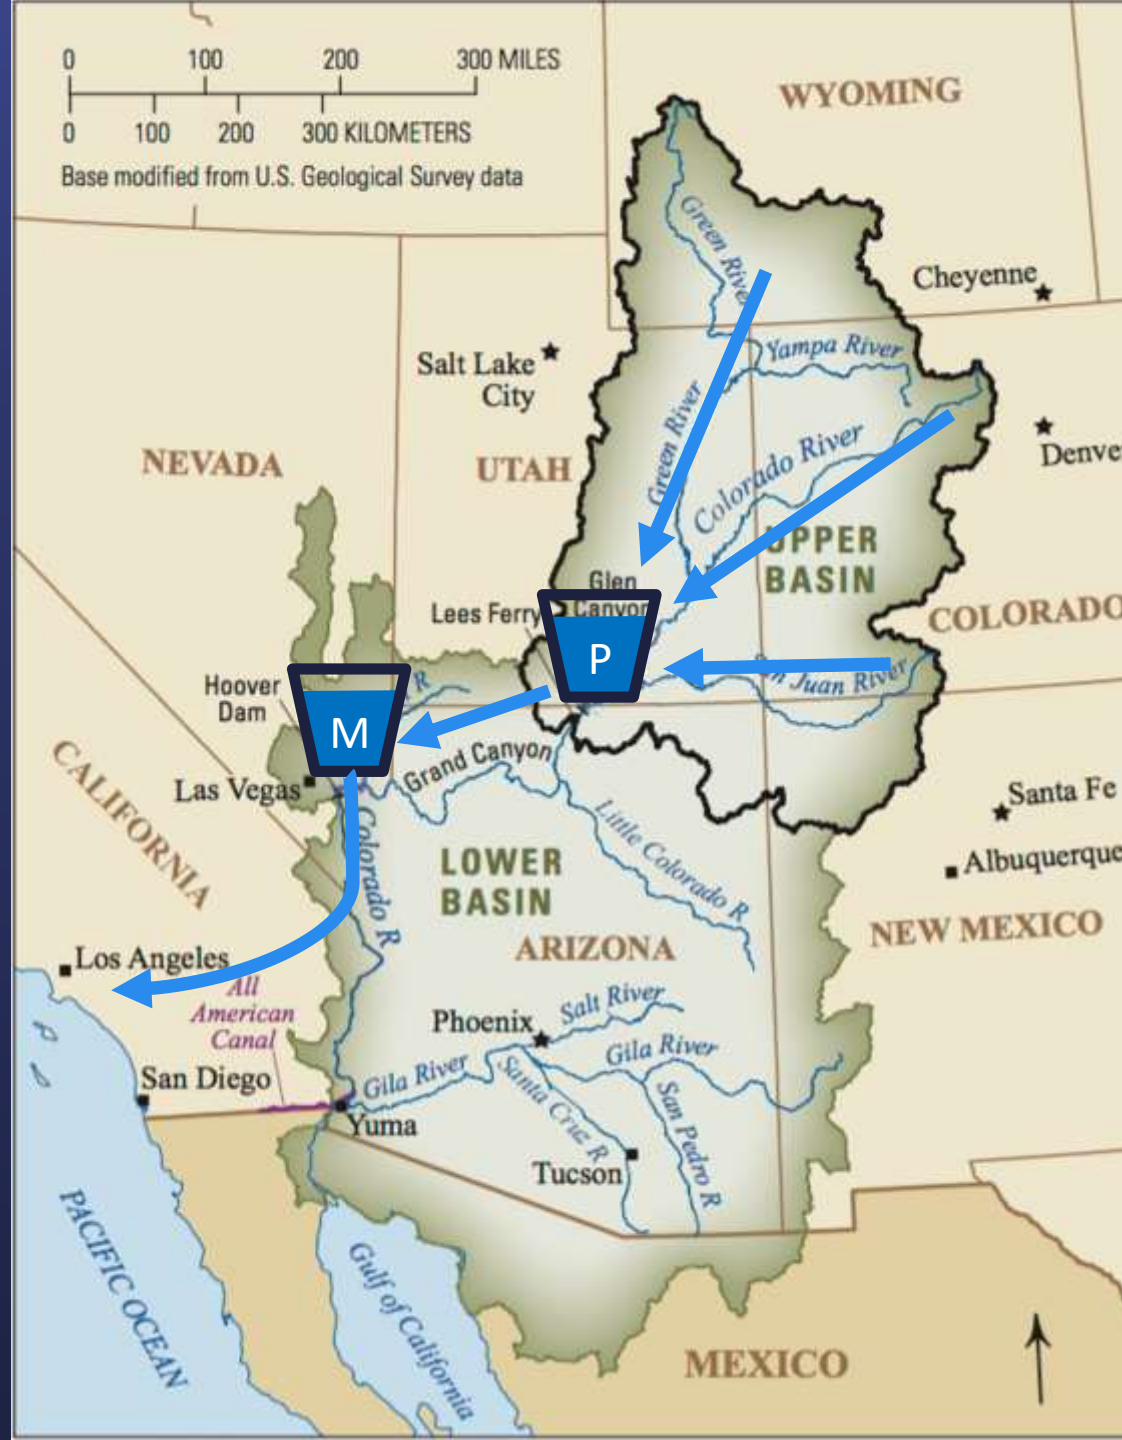 0 100 200 300 MILES
0 100 200 300 KILOMETERS
Base modified from U.S. Geological Survey data
WYOMING
Green River
Cheyenne
Salt Lake
City
Yampa River
Green River
Colorado River
Denve
NEVADA
UTAH
UPPER
BASIN
Glen
Canyon
Lees Ferry
COLORADO
P
San Juan River
Hoover
Dam
R
M
Grand Canyon
Las Vegas
CALIFORNIA
Colorado R
Little Colorado R
Santa Fe
Albuquerque
LOWER
BASIN
ARIZONA
NEW MEXICO
Los Angeles
All
American
Canal
Phoenix
Salt River
Gila River
San Diego
Gila River
Santa Cruz R
San Pedro R
Yuma
Tucson
PACIFIC OCEAN
Gulf of California
MEXICO